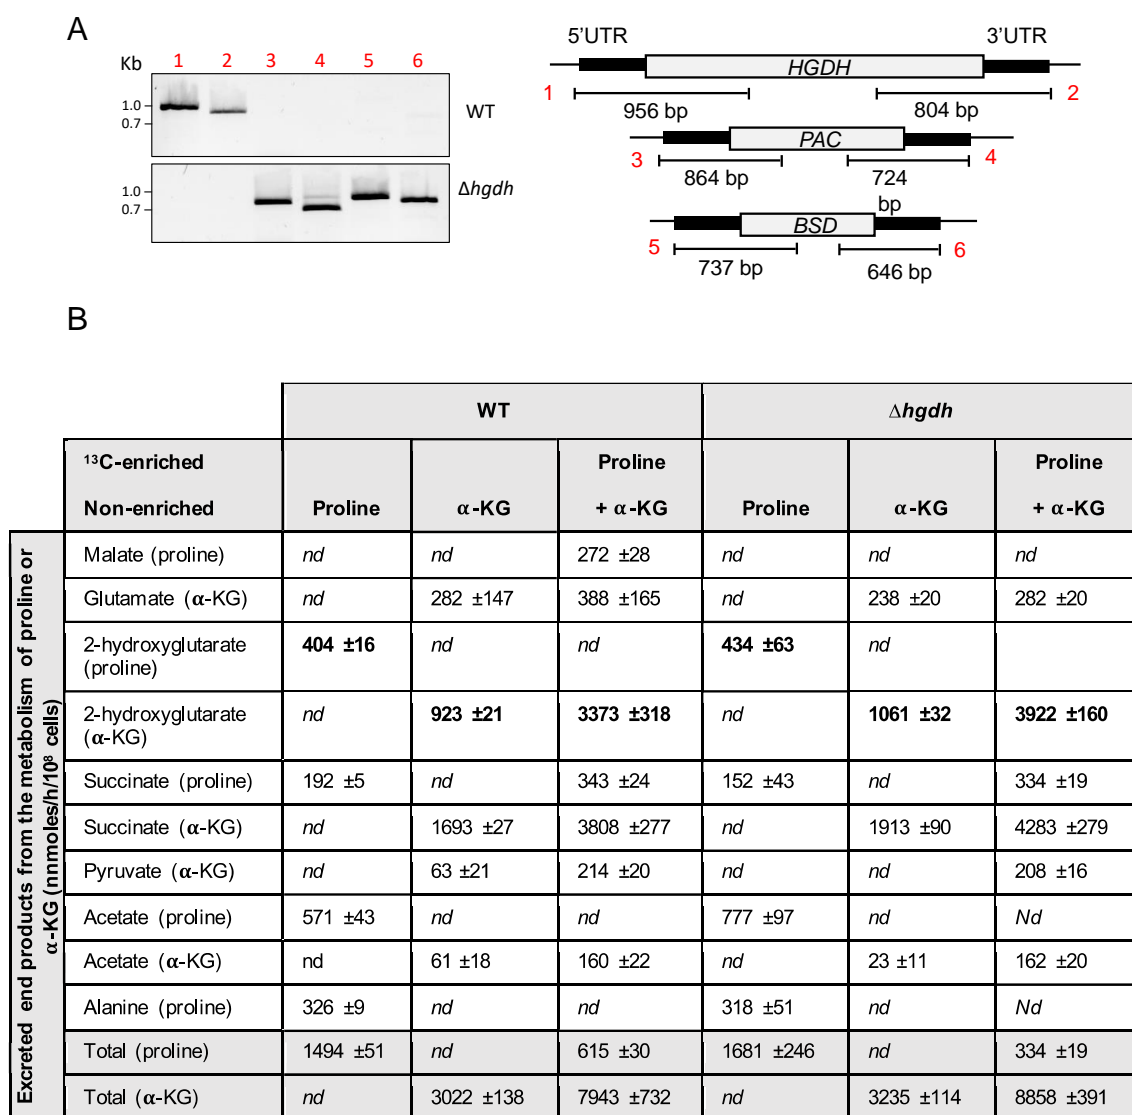 A
Kb
1 2 3 4 5 6
1.0
0.7
WT
1.0
0.7
Δhgdh
5'UTR 3'UTR
HGDH
1 956 bp 804 bp 2
PAC
3 864 bp 724 bp 4
BSD
5 737 bp 646 bp 6
B
WT Δhgdh
¹³C-enriched Proline Proline
Non-enriched Proline α-KG + α-KG Proline α-KG + α-KG
Excreted end products from the metabolism of proline or
α-KG (nnmoles/h/10⁸ cells)
Malate (proline) nd nd 272 ±28 nd nd nd
Glutamate (α-KG) nd 282 ±147 388 ±165 nd 238 ±20 282 ±20
2-hydroxyglutarate 404 ±16 nd nd 434 ±63 nd
(proline)
2-hydroxyglutarate nd 923 ±21 3373 ±318 nd 1061 ±32 3922 ±160
(α-KG)
Succinate (proline) 192 ±5 nd 343 ±24 152 ±43 nd 334 ±19
Succinate (α-KG) nd 1693 ±27 3808 ±277 nd 1913 ±90 4283 ±279
Pyruvate (α-KG) nd 63 ±21 214 ±20 nd nd 208 ±16
Acetate (proline) 571 ±43 nd nd 777 ±97 nd Nd
Acetate (α-KG) nd 61 ±18 160 ±22 nd 23 ±11 162 ±20
Alanine (proline) 326 ±9 nd nd 318 ±51 nd Nd
Total (proline) 1494 ±51 nd 615 ±30 1681 ±246 nd 334 ±19
Total (α-KG) nd 3022 ±138 7943 ±732 nd 3235 ±114 8858 ±391